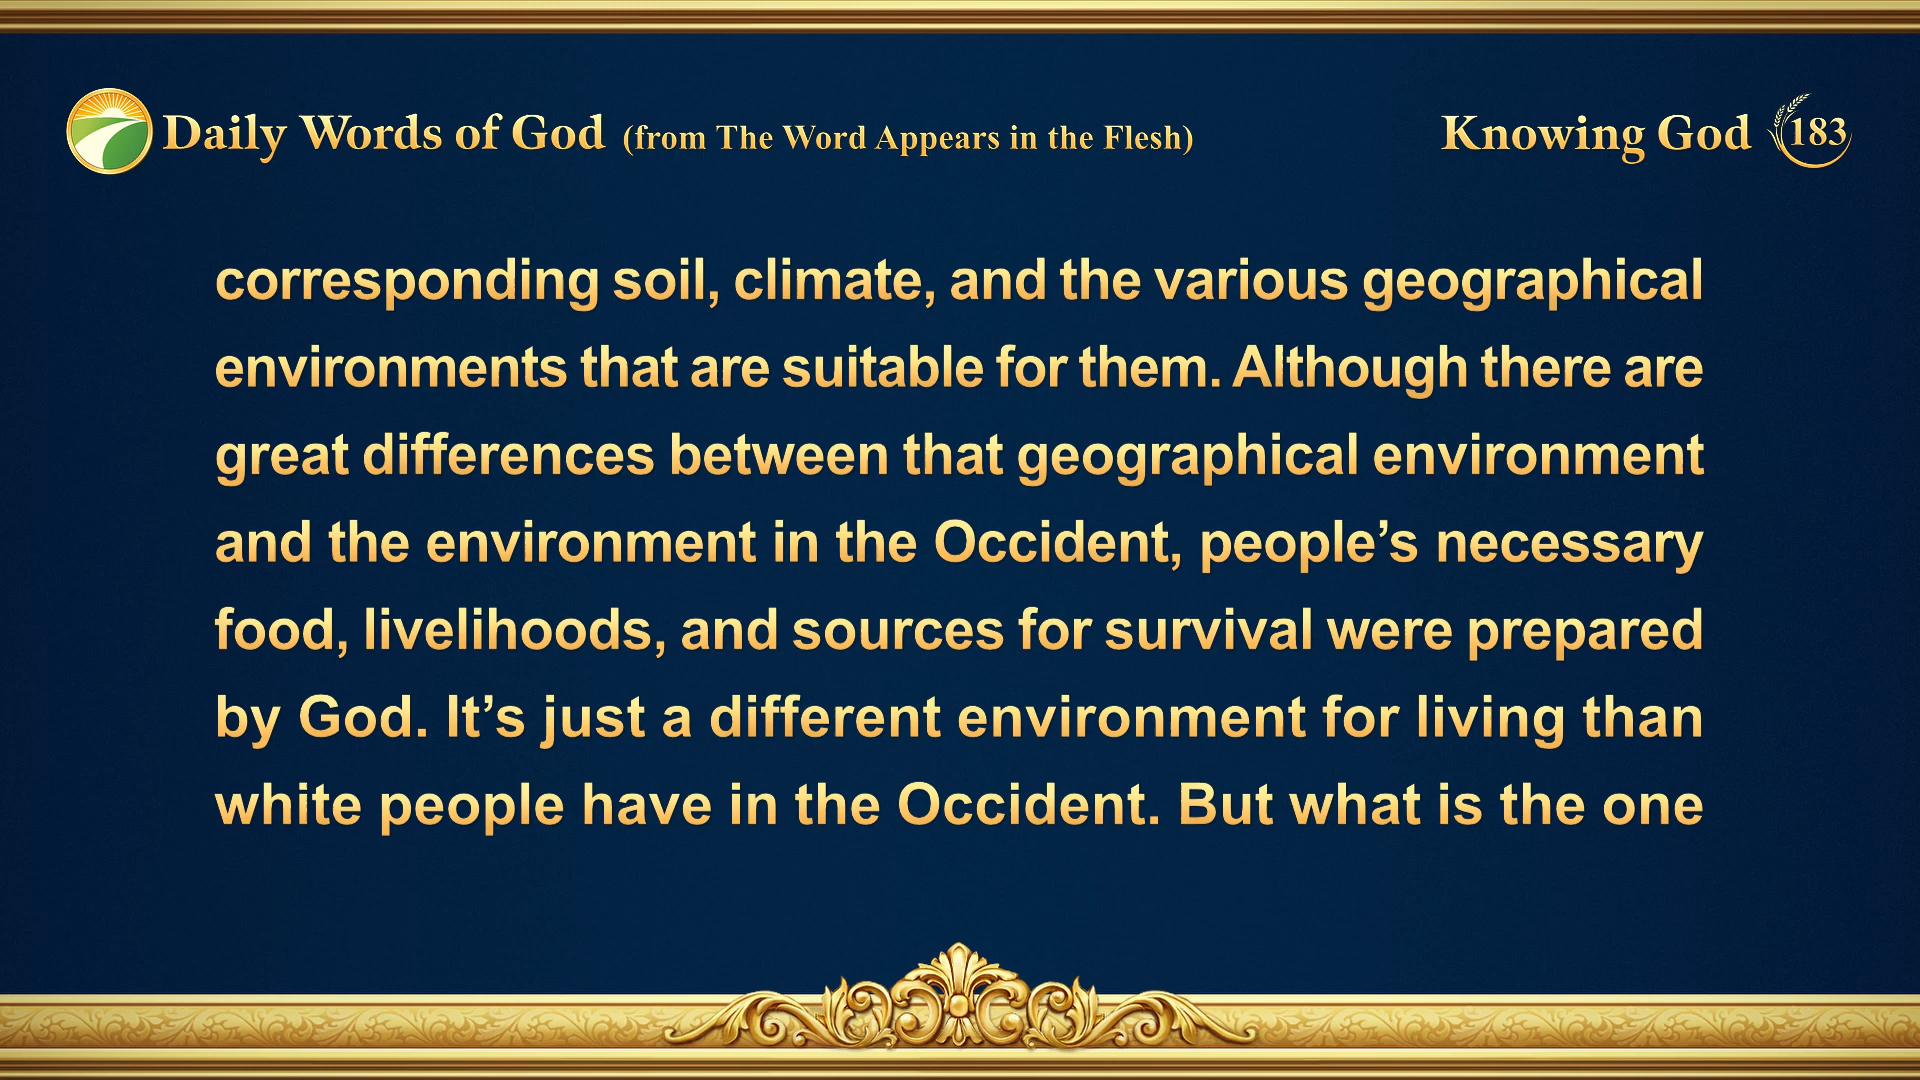 Daily Words of God (from The Word Appears in the Flesh)
Knowing God 183
corresponding soil, climate, and the various geographical
environments that are suitable for them. Although there are
great differences between that geographical environment
and the environment in the Occident, people’s necessary
food, livelihoods, and sources for survival were prepared
by God. It’s just a different environment for living than
white people have in the Occident. But what is the one